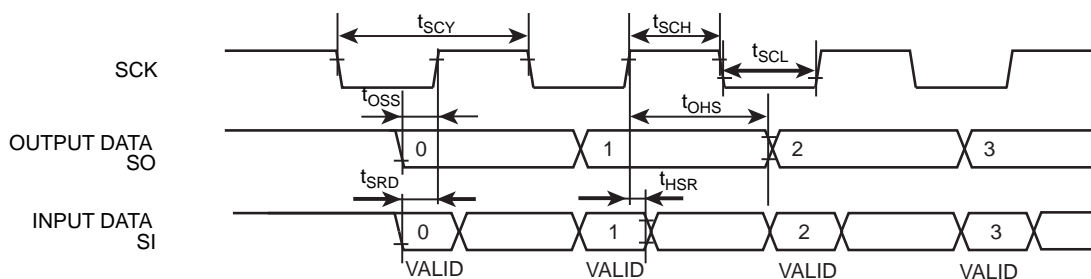 tSCY
tSCH
SCK
tSCL
tOSS
tOHS
OUTPUT DATA
SO
0
1
2
3
tSRD
tHSR
INPUT DATA
SI
0
1
2
3
VALID
VALID
VALID
VALID